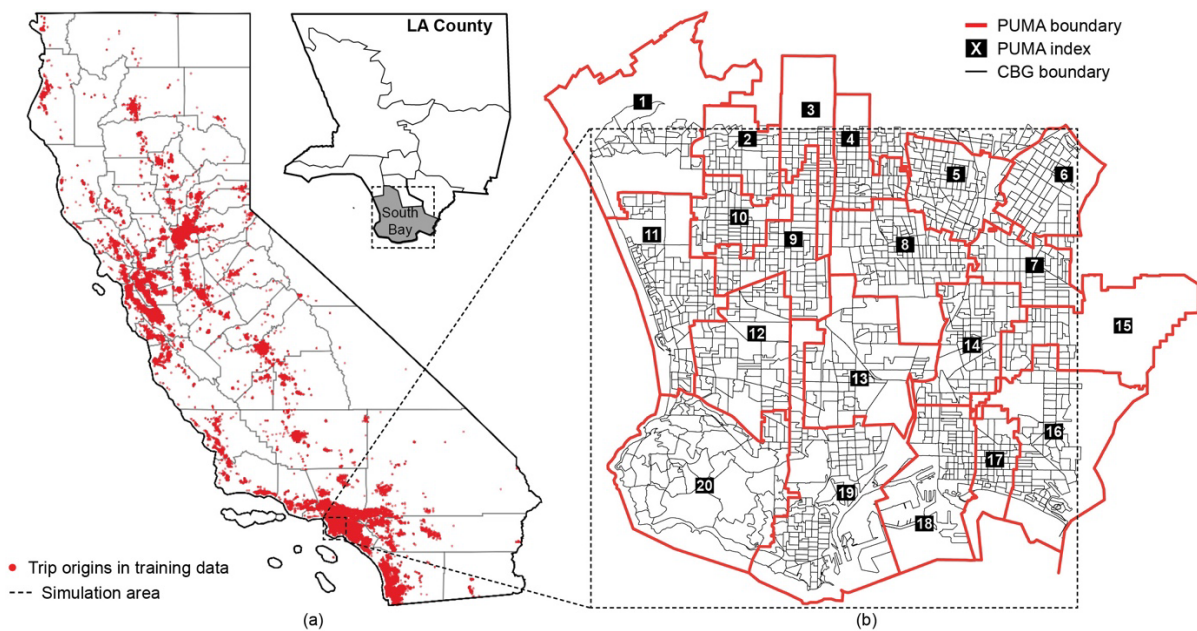 LA County
South
Bay
Trip origins in training data
Simulation area
(a)
PUMA boundary
X PUMA index
CBG boundary
1
2
3
4
5
6
7
8
9
10
11
12
13
14
15
16
17
18
19
20
(b)